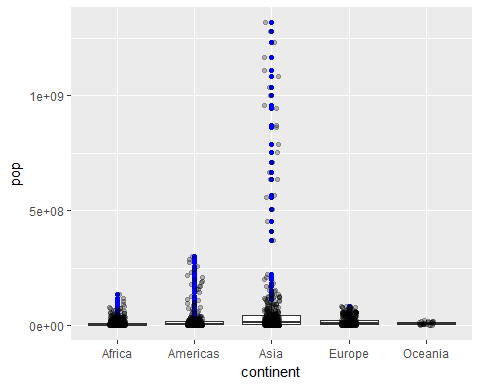 1e+09
5e+08
0e+00
pop
Africa Americas Asia Europe Oceania
continent